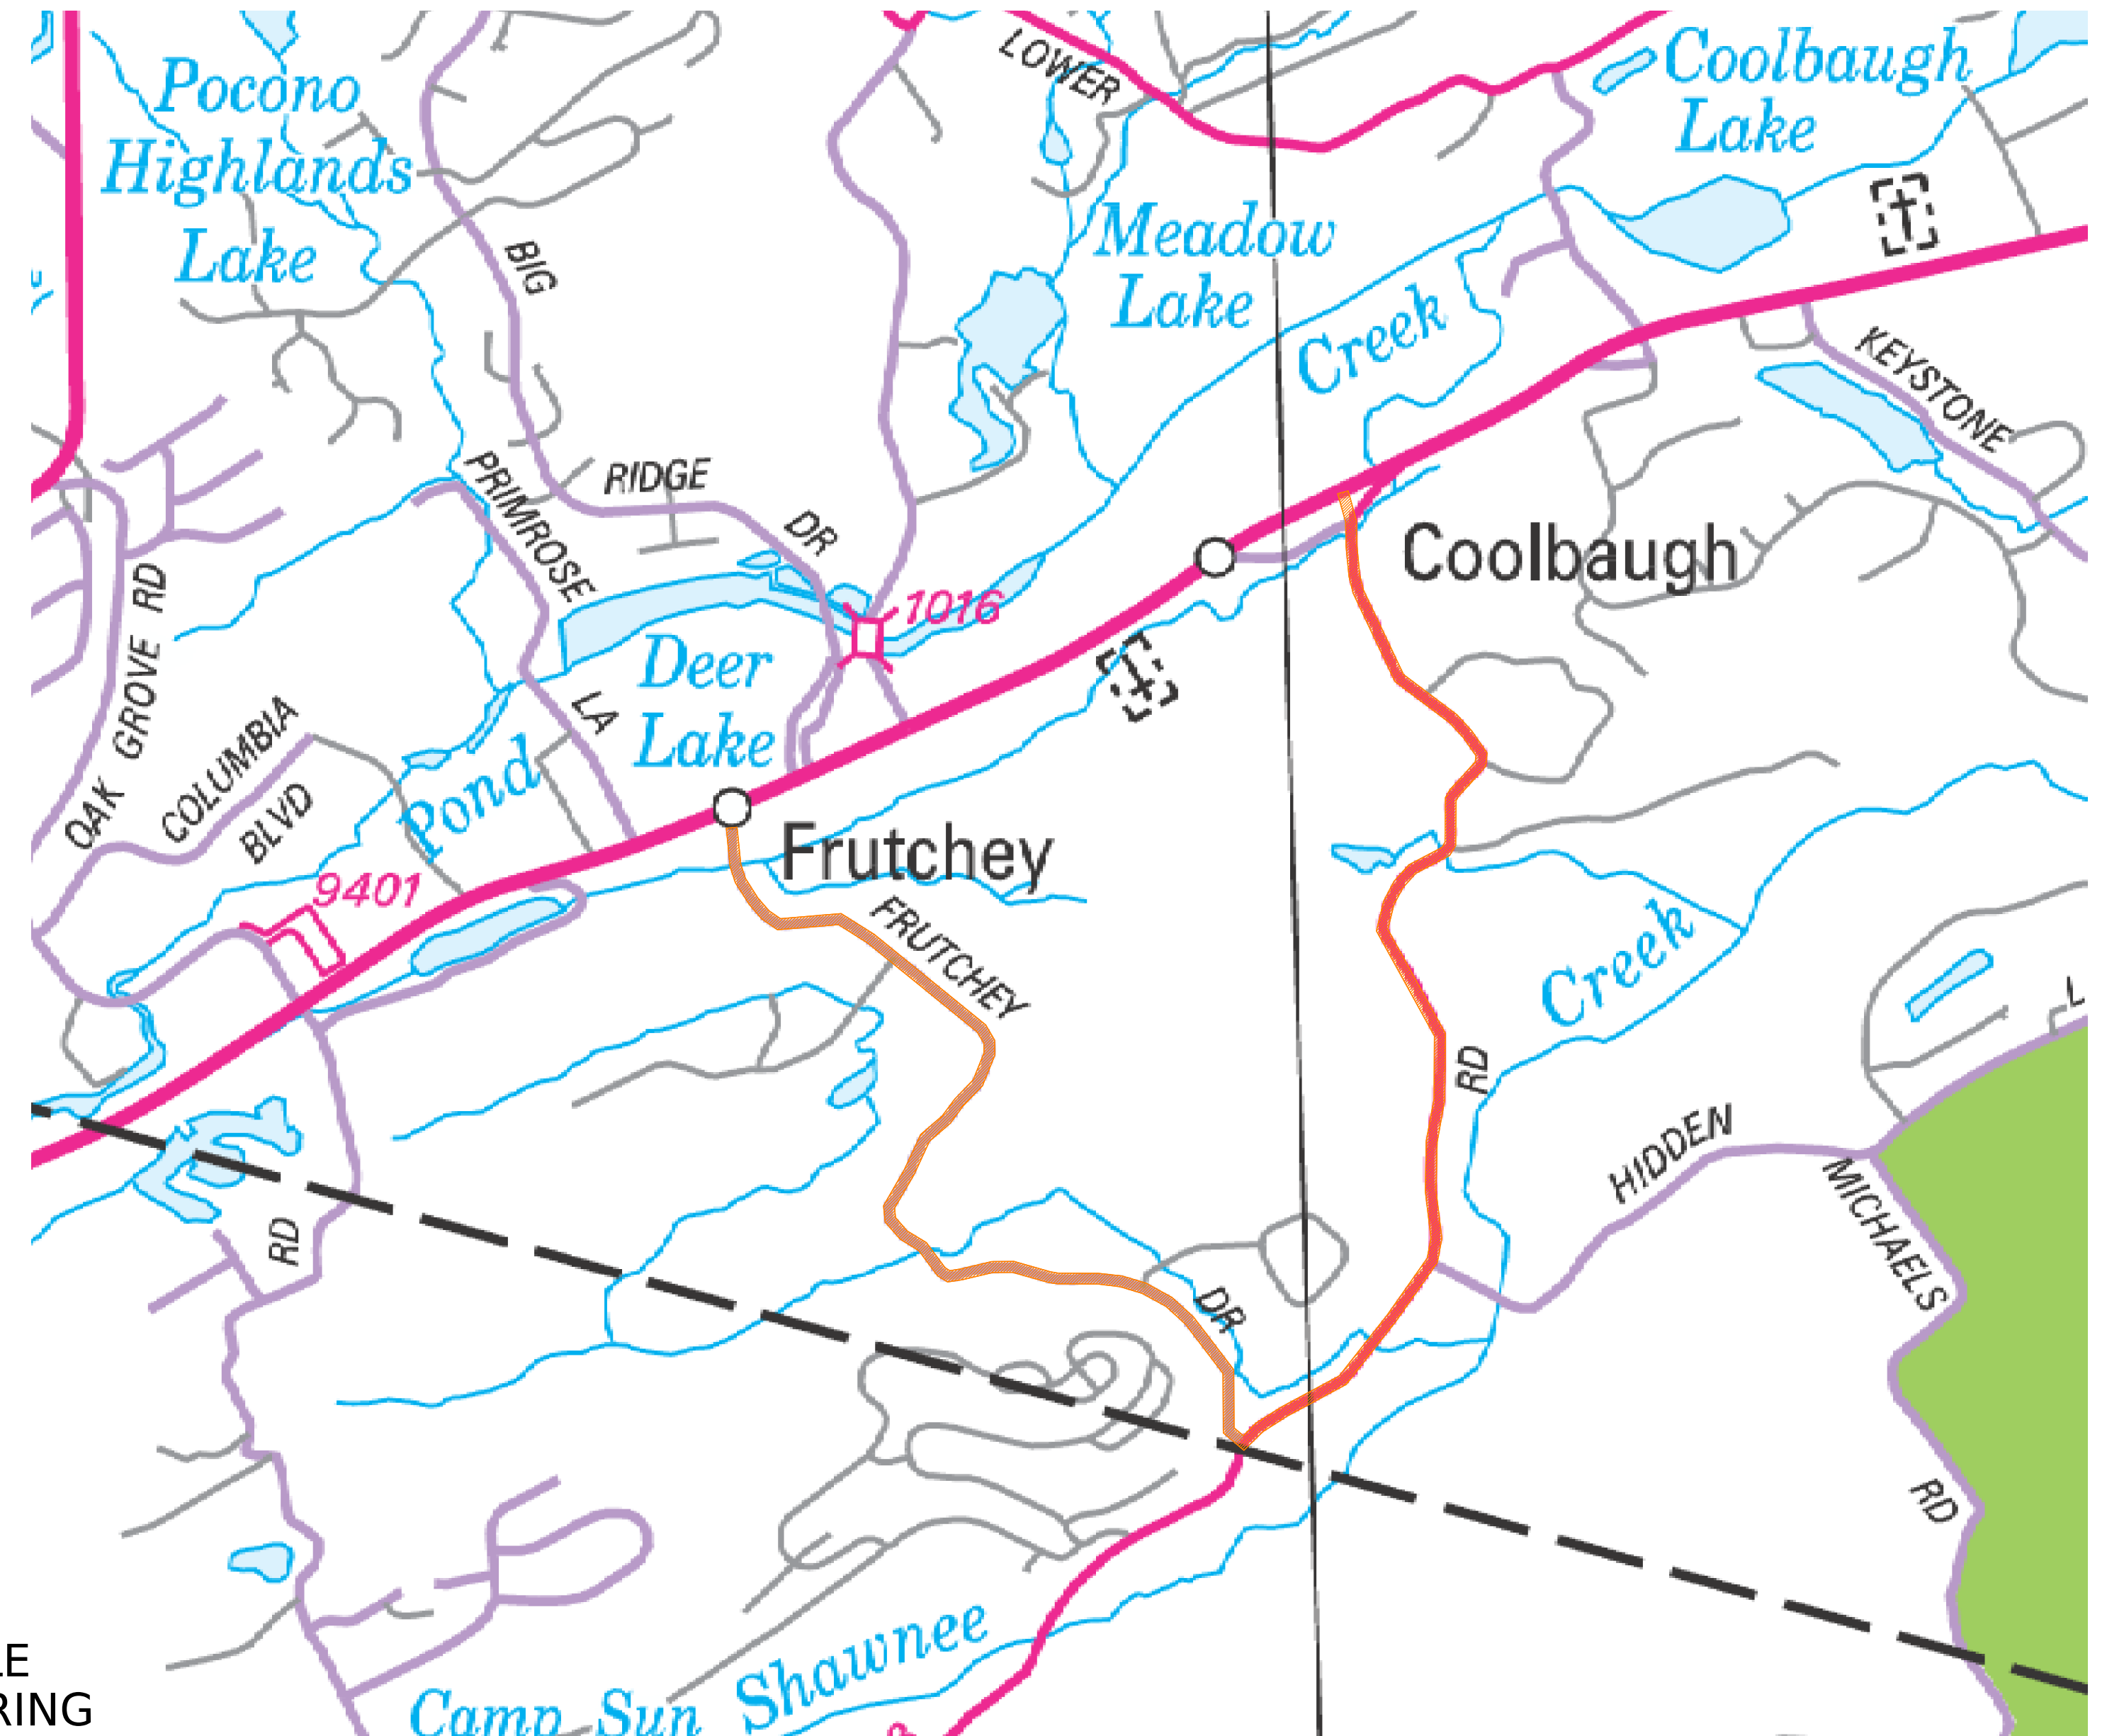 LOWER
Coolbaugh
Lake
Pocono
Highlands
Lake
Meadow
Lake
BIG
Creek
KEYSTONE
PRIMROSE
RIDGE
DR
Coolbaugh
1016
OAK GROVE RD
Deer
Lake
LA
COLUMBIA
BLVD
Pond
Frutchey
9401
FRUTCHEY
Creek
L
RD
HIDDEN
MICHAELS
RD
DR
RD
Shawnee
LE
RING
Camp Sun